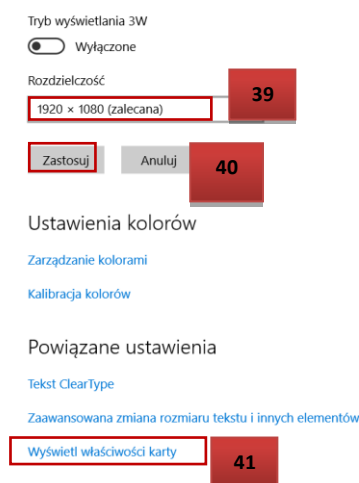 Tryb wyświetlania 3W
Wyłączone
Rozdzielczość
1920 × 1080 (zalecana)
39
Zastosuj
Anuluj
40
Ustawienia kolorów
Zarządzanie kolorami
Kalibracja kolorów
Powiązane ustawienia
Tekst ClearType
Zaawansowana zmiana rozmiaru tekstu i innych elementów
Wyświetl właściwości karty
41